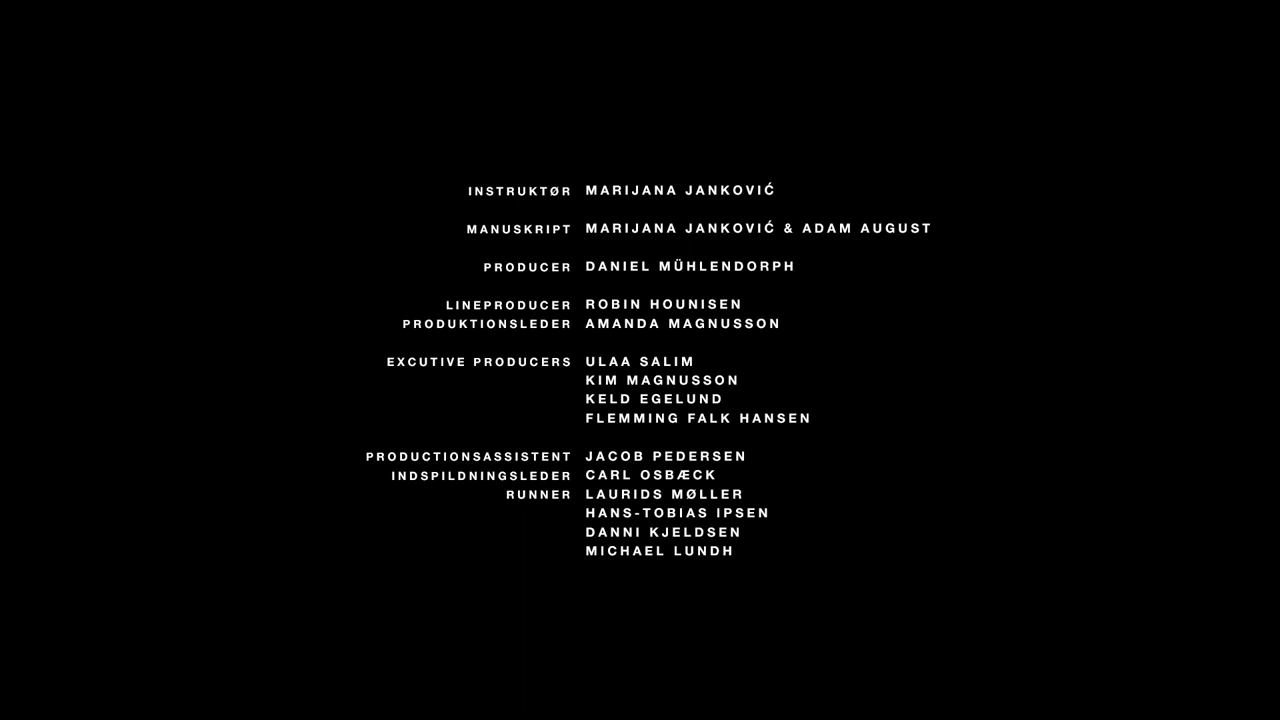 INSTRUKTØR MARIJANA JANKOVIĆ
MANUSKRIPT MARIJANA JANKOVIĆ & ADAM AUGUST
PRODUCER DANIEL MÜHLENDORPH
LINEPRODUCER ROBIN HOUNISEN
PRODUKTIONSLEDER AMANDA MAGNUSSON
EXCUTIVE PRODUCERS ULAA SALIM
KIM MAGNUSSON
KELD EGELUND
FLEMMING FALK HANSEN
PRODUCTIONSASSISTENT JACOB PEDERSEN
INDSPILDNINGSLEDER CARL OSBÆCK
RUNNER LAURIDS MØLLER
HANS-TOBIAS IPSEN
DANNI KJELDSEN
MICHAEL LUNDH